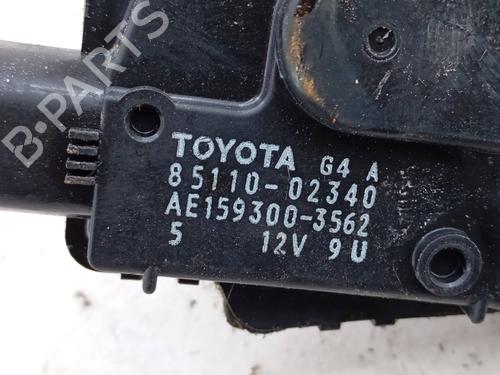 B-PARTS
TOYOTA G4 A
85110-02340
AE159300-3562
5 12V 9U